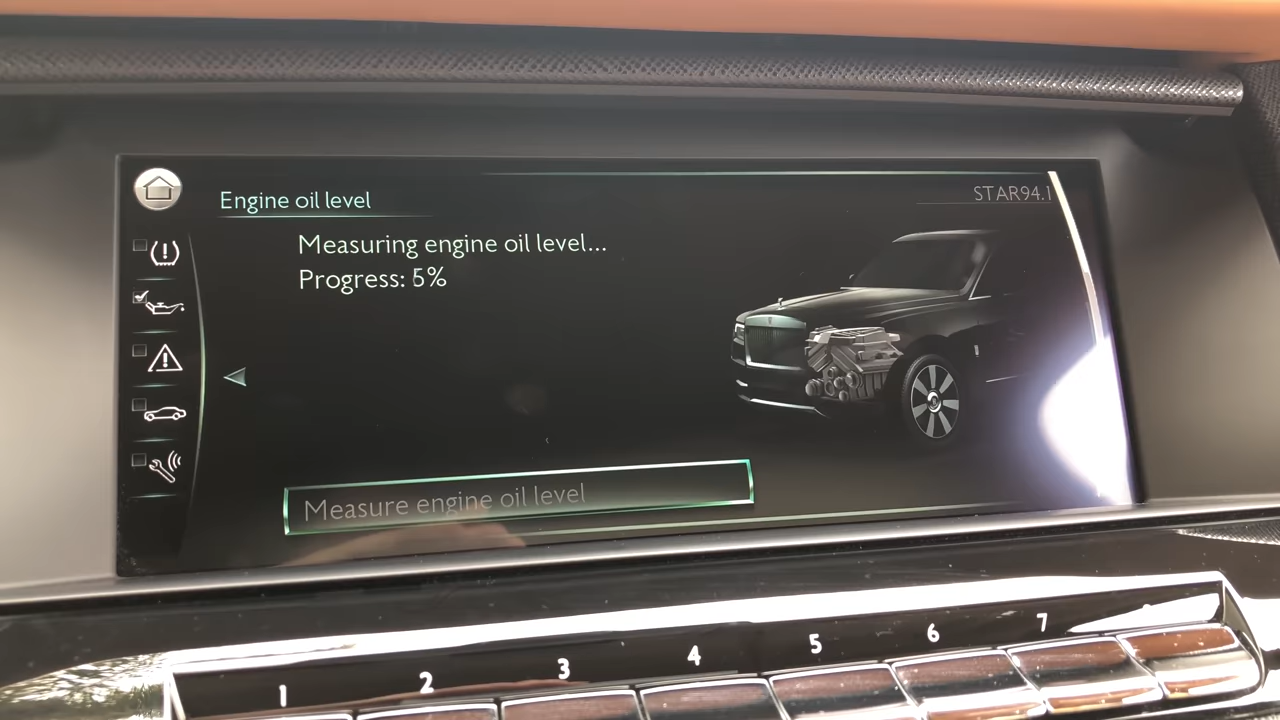 Engine oil level
STAR94.1
Measuring engine oil level...
Progress: 5%
Measure engine oil level
1 2 3 4 5 6 7